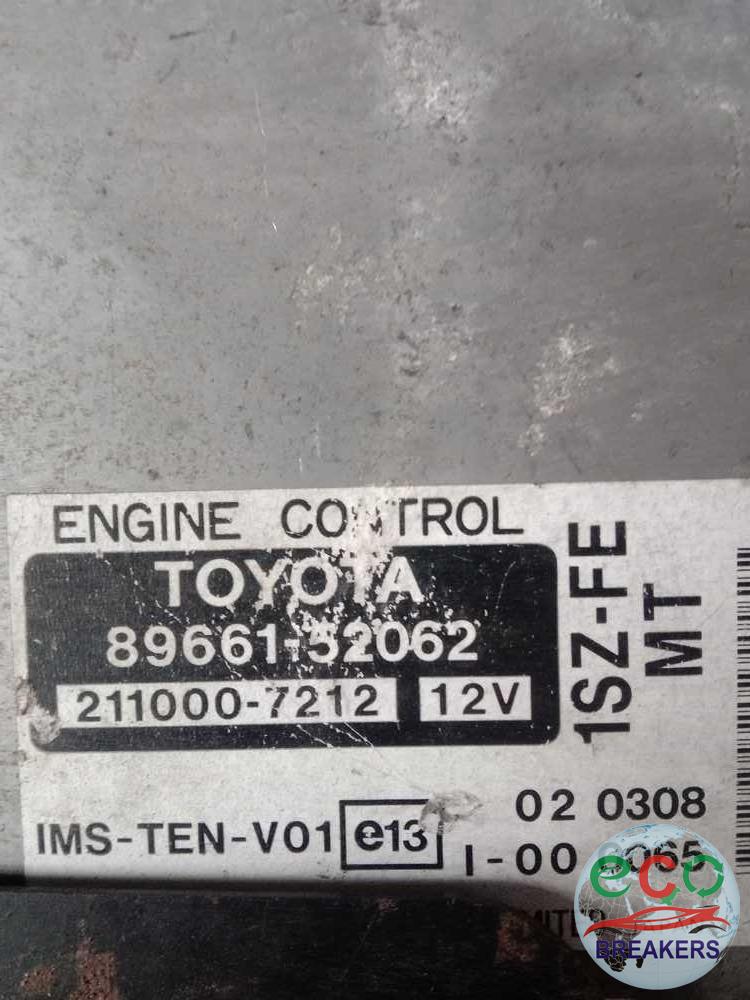 ENGINE CONTROL
TOYOTA
89661-52062
211000-7212 12V
1SZ-FE
MT
IMS-TEN-V01 e13
02 0308
eco
BREAKERS